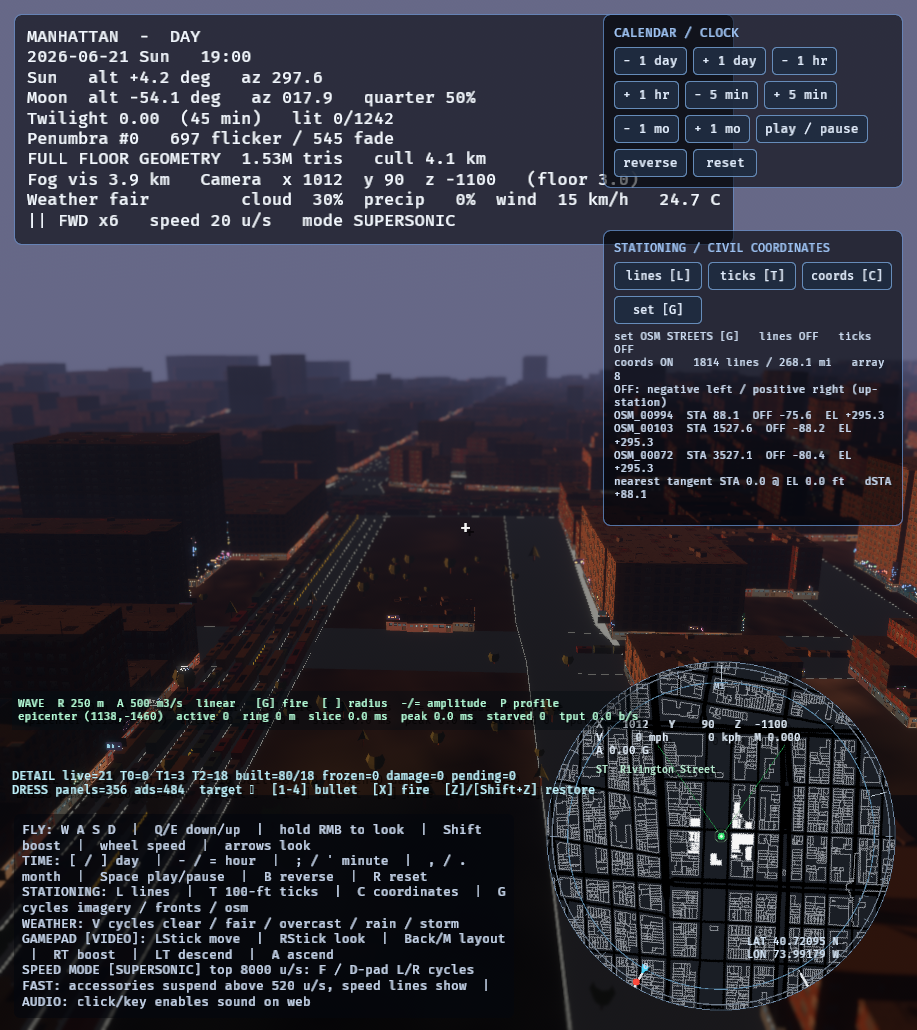 MANHATTAN - DAY
2026-06-21 Sun 19:00
Sun alt +4.2 deg az 297.6
Moon alt -54.1 deg az 017.9 quarter 50%
Twilight 0.00 (45 min) lit 0/1242
Penumbra #0 697 flicker / 545 fade
FULL FLOOR GEOMETRY 1.53M tris cull 4.1 km
Fog vis 3.9 km Camera x 1012 y 90 z -1100 (floor 3.0)
Weather fair cloud 30% precip 0% wind 15 km/h 24.7 C
|| FWD x6 speed 20 u/s mode SUPERSONIC
CALENDAR / CLOCK
- 1 day + 1 day - 1 hr
+ 1 hr - 5 min + 5 min
- 1 mo + 1 mo play / pause
reverse reset
STATIONING / CIVIL COORDINATES
lines [L] ticks [T] coords [C]
set [G]
set OSM STREETS [G] lines OFF ticks
OFF
coords ON 1814 lines / 268.1 mi array
8
OFF: negative left / positive right (up-
station)
OSM_00994 STA 88.1 OFF -75.6 EL +295.3
OSM_00103 STA 1527.6 OFF -88.2 EL
+295.3
OSM_00072 STA 3527.1 OFF -80.4 EL
+295.3
nearest tangent STA 0.0 @ EL 0.0 ft dSTA
+88.1
WAVE R 250 m A 500 m3/s linear [G] fire [ ] radius -/= amplitude P profile
epicenter (1138,-1460) active 0 ring 0 m slice 0.0 ms peak 0.0 ms starved 0 tput 0.0 b/s
X 1012 Y 90 Z -1100
V 0 mph 0 kph M 0.000
A 0.00 G
ST Rivington Street
DETAIL live=21 T0=0 T1=3 T2=18 built=80/18 frozen=0 damage=0 pending=0
DRESS panels=356 ads=484 target [1-4] bullet [X] fire [Z]/[Shift+Z] restore
FLY: W A S D | Q/E down/up | hold RMB to look | Shift
boost | wheel speed | arrows look
TIME: [ / ] day | - / = hour | ; / ' minute | , / .
month | Space play/pause | B reverse | R reset
STATIONING: L lines | T 100-ft ticks | C coordinates | G
cycles imagery / fronts / osm
WEATHER: V cycles clear / fair / overcast / rain / storm
GAMEPAD [VIDEO]: LStick move | RStick look | Back/M layout
| RT boost | LT descend | A ascend
SPEED MODE [SUPERSONIC] top 8000 u/s: F / D-pad L/R cycles
FAST: accessories suspend above 520 u/s, speed lines show |
AUDIO: click/key enables sound on web
LAT 40.72095 N
LON 73.99179 W